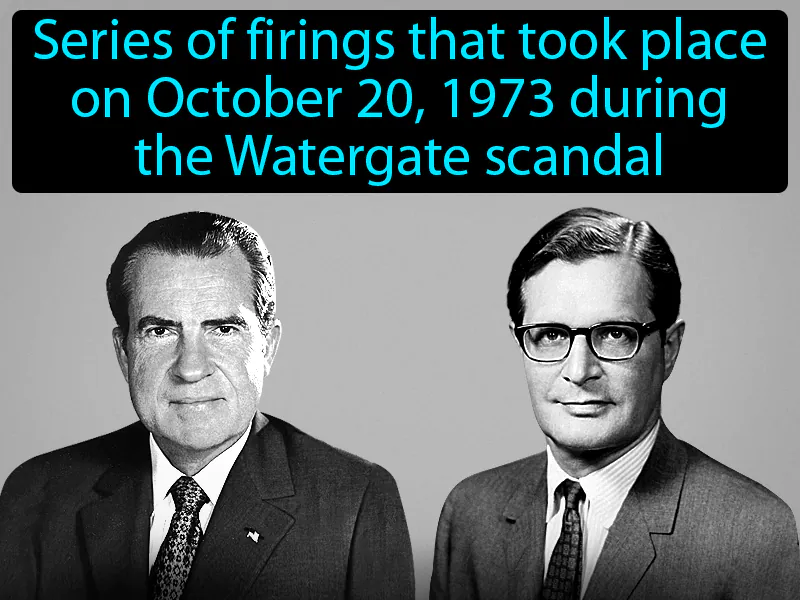 Series of firings that took place
on October 20, 1973 during
the Watergate scandal